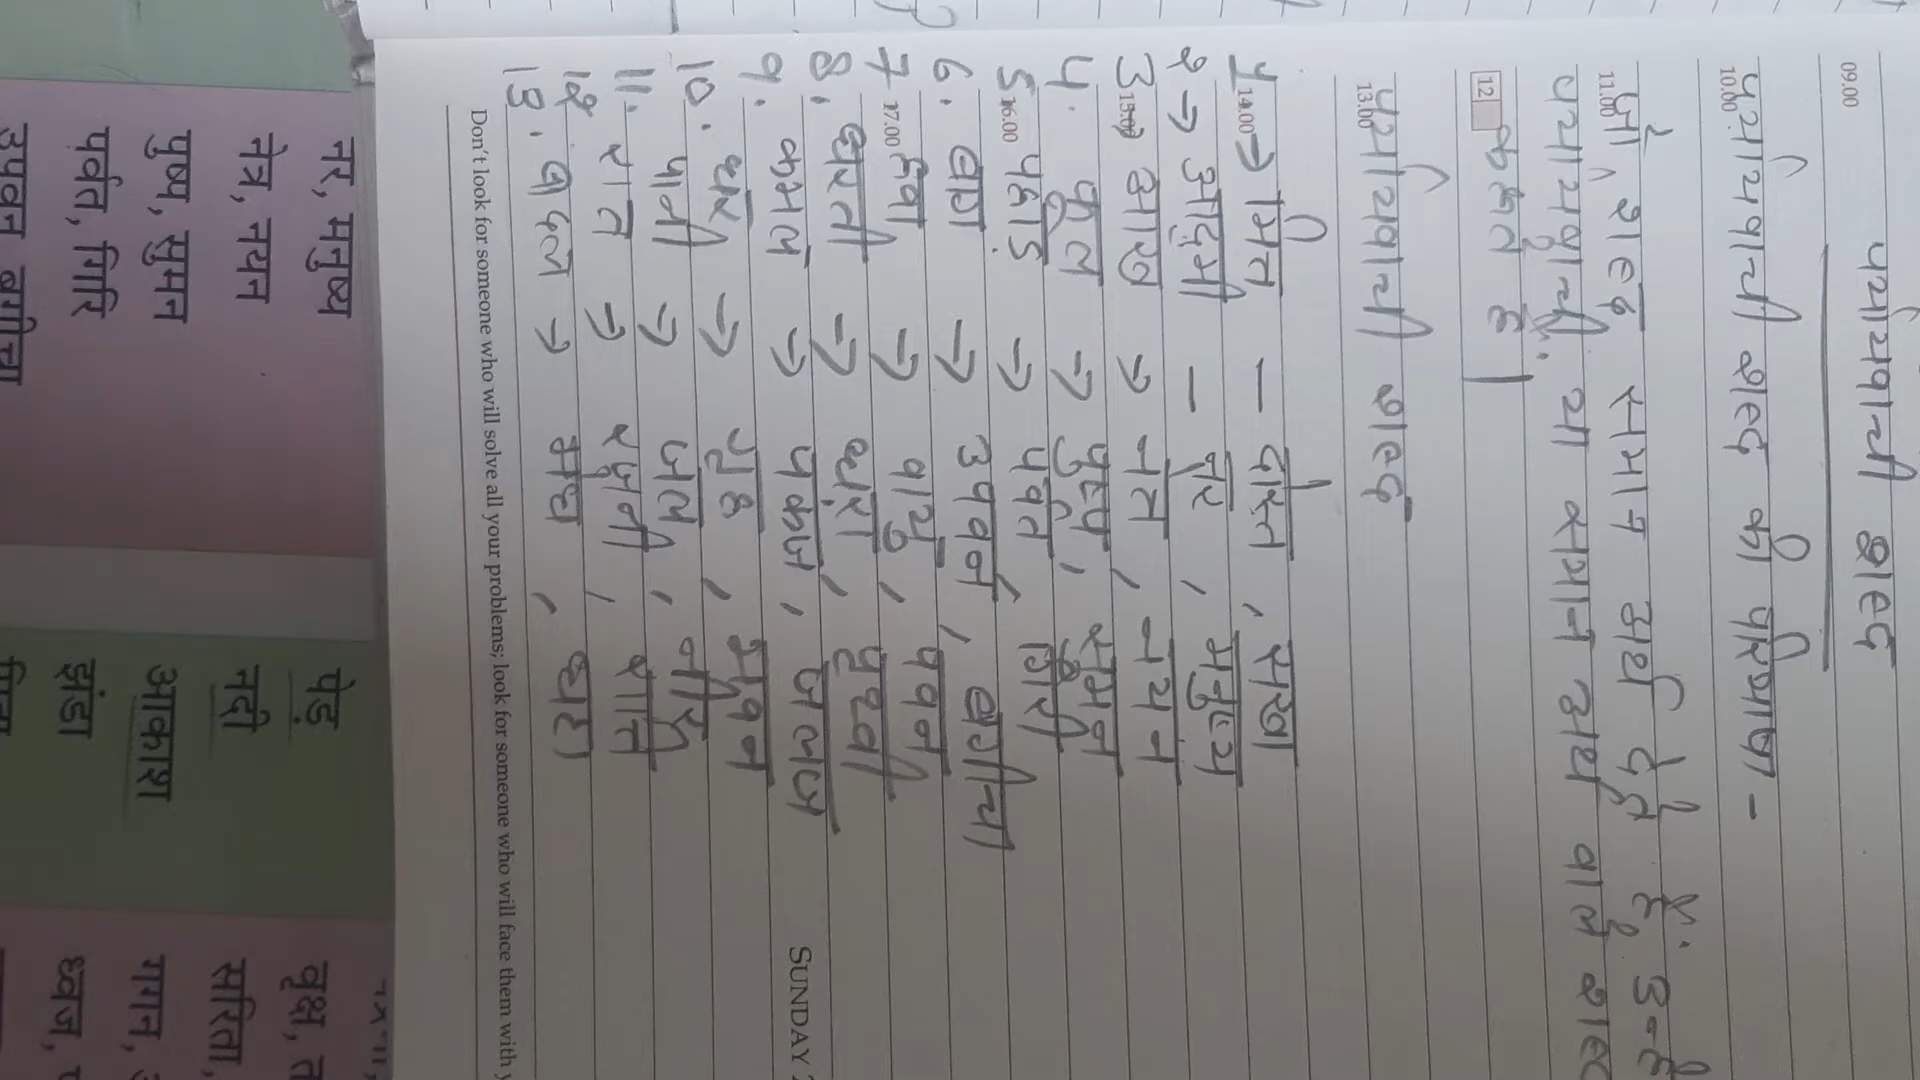 पर्यायवाची शब्द
09.00
पर्यायवाची शब्द की परिभाषा -
10.00
जो शब्द समान अर्थ देते हैं, उन्हें
11.00
पर्यायवाची या समान अर्थ वाले शब्द
कहते हैं।
12
पर्यायवाची शब्द
13.00
1 → मित्र - दोस्त, सखा
14.00
२ → आदमी - नर, मनुष्य
3 आख → नेत्र, नयन
15.00
4. फूल → पुष्प, सुमन
5 पहाड़ → पर्वत, गिरि
16.00
6. बाग → उपवन, बगीचा
7 हवा → वायु, पवन
17.00
8. धरती → धरा, पृथ्वी
9. कमल → पंकज, जलज
10. घर → गृह, भवन
11. पानी → जल, नीर
12 रात → रजनी, रात्रि
13. बादल → मेघ, घटा
Don't look for someone who will solve all your problems; look for someone who will face them with
SUNDAY
नर, मनुष्य
नेत्र, नयन
पुष्प, सुमन
पर्वत, गिरि
उपवन बगीचा
पेड़
नदी
आकाश
झंडा
वृक्ष,
सरिता,
गगन,
ध्वज,